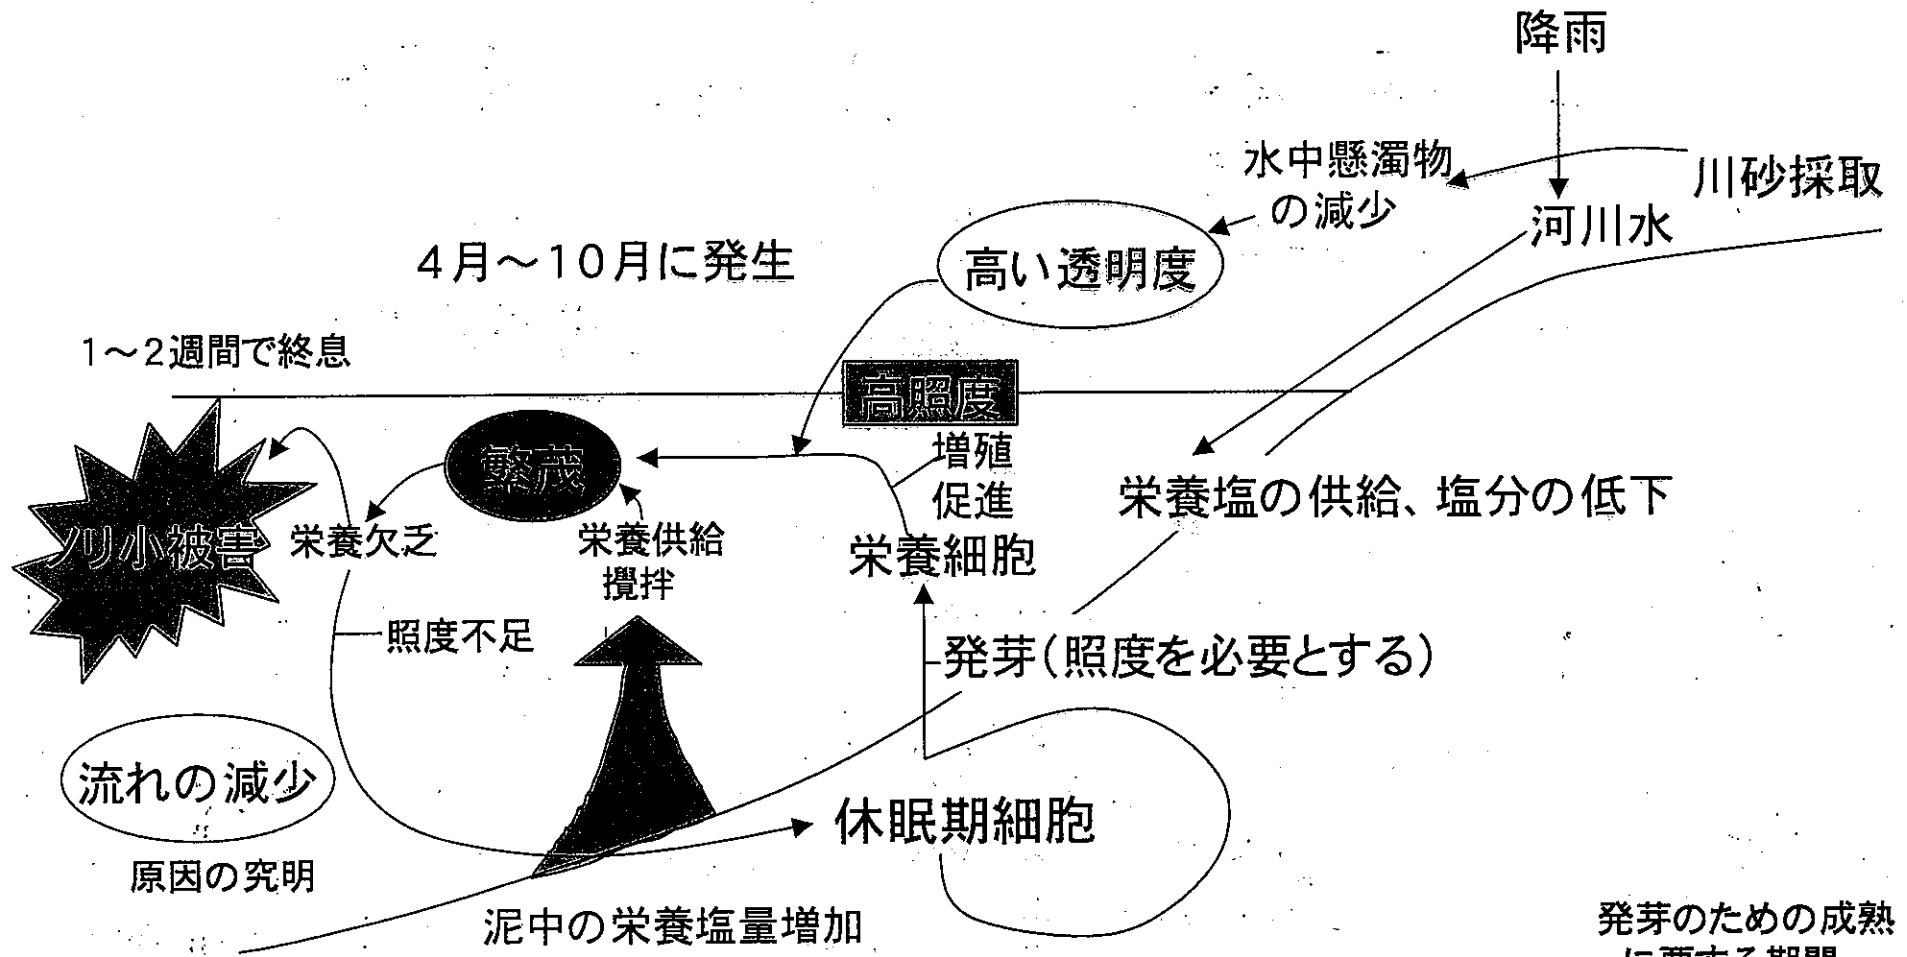 降雨
水中懸濁物
の減少
川砂採取
河川水
高い透明度
4月~10月に発生
1~2週間で終息
高照度
増殖
促進
繁茂
栄養塩の供給、塩分の低下
ノリ小被害
栄養欠乏
栄養供給
攪拌
栄養細胞
照度不足
発芽(照度を必要とする)
流れの減少
休眠期細胞
原因の究明
泥中の栄養塩量増加
発芽のための成熟
に要する期間